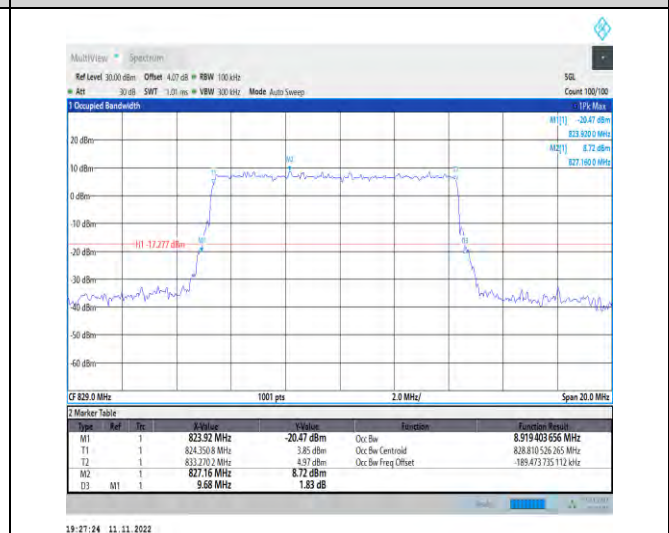 MultiView Spectrum
Ref Level 30.00 dBm Offset 4.07 dB RBW 100 kHz SGL
Att 30 dB SWT 1.01 ms VBW 300 kHz Mode Auto Sweep Count 100/100
1 Occupied Bandwidth 1Pk Max
M1[1] -20.47 dBm
823.920 0 MHz
M2[1] 8.72 dBm
827.160 0 MHz
20 dBm
10 dBm
0 dBm
-10 dBm
-20 dBm
-30 dBm
-40 dBm
-50 dBm
-60 dBm
T1
M2
H1 -17.277 dBm
M1
D3
CF 829.0 MHz 1001 pts 2.0 MHz/ Span 20.0 MHz
2 Marker Table
Type Ref Trc X-Value Y-Value Function Function Result
M1 1 823.92 MHz -20.47 dBm Occ Bw 8.919 403 656 MHz
T1 1 824.350 8 MHz 3.85 dBm Occ Bw Centroid 828.810 526 265 MHz
T2 1 833.270 2 MHz 4.97 dBm Occ Bw Freq Offset -189.473 735 112 kHz
M2 1 827.16 MHz 8.72 dBm
D3 M1 1 9.68 MHz 1.83 dB
19:27:24 11.11.2022